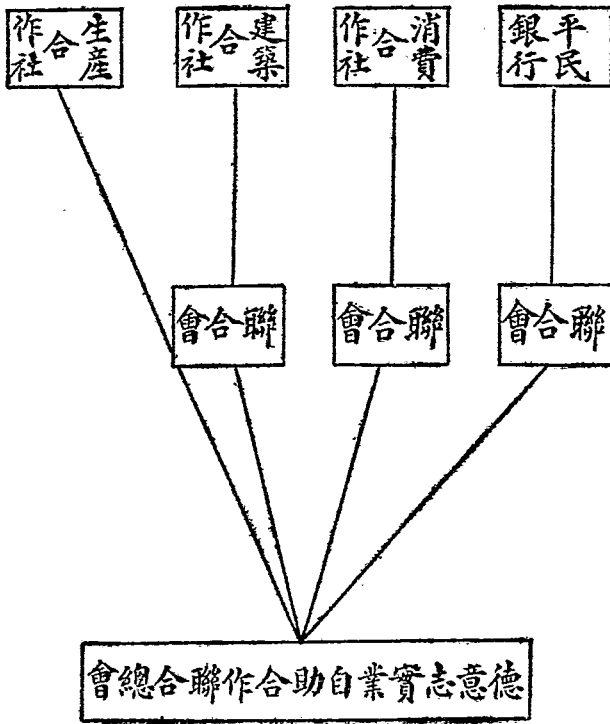 平民銀行
消費合作社
建築合作社
生産合作社
聯合會
聯合會
聯合會
德意志實業自助合作聯合總會